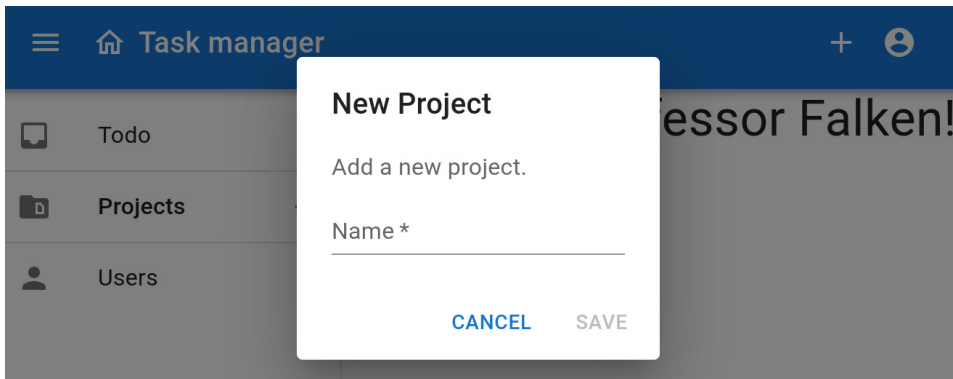 Task manager
New Project
essor Falken!
Todo
Add a new project.
Projects
Name *
Users
CANCEL SAVE